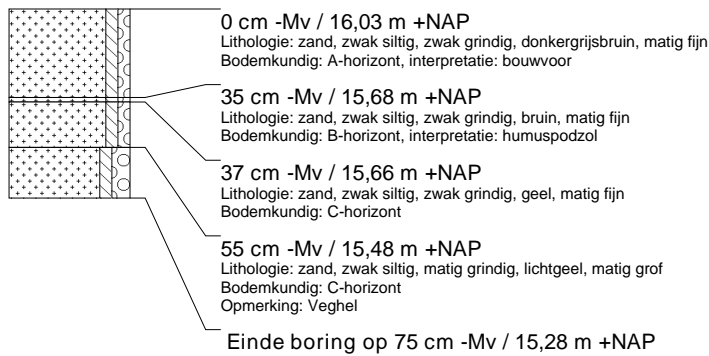 0 cm -Mv / 16,03 m +NAP
Lithologie: zand, zwak siltig, zwak grindig, donkergrijsbruin, matig fijn
Bodemkundig: A-horizont, interpretatie: bouwvoor
35 cm -Mv / 15,68 m +NAP
Lithologie: zand, zwak siltig, zwak grindig, bruin, matig fijn
Bodemkundig: B-horizont, interpretatie: humuspodzol
37 cm -Mv / 15,66 m +NAP
Lithologie: zand, zwak siltig, zwak grindig, geel, matig fijn
Bodemkundig: C-horizont
55 cm -Mv / 15,48 m +NAP
Lithologie: zand, zwak siltig, matig grindig, lichtgeel, matig grof
Bodemkundig: C-horizont
Opmerking: Veghel
Einde boring op 75 cm -Mv / 15,28 m +NAP